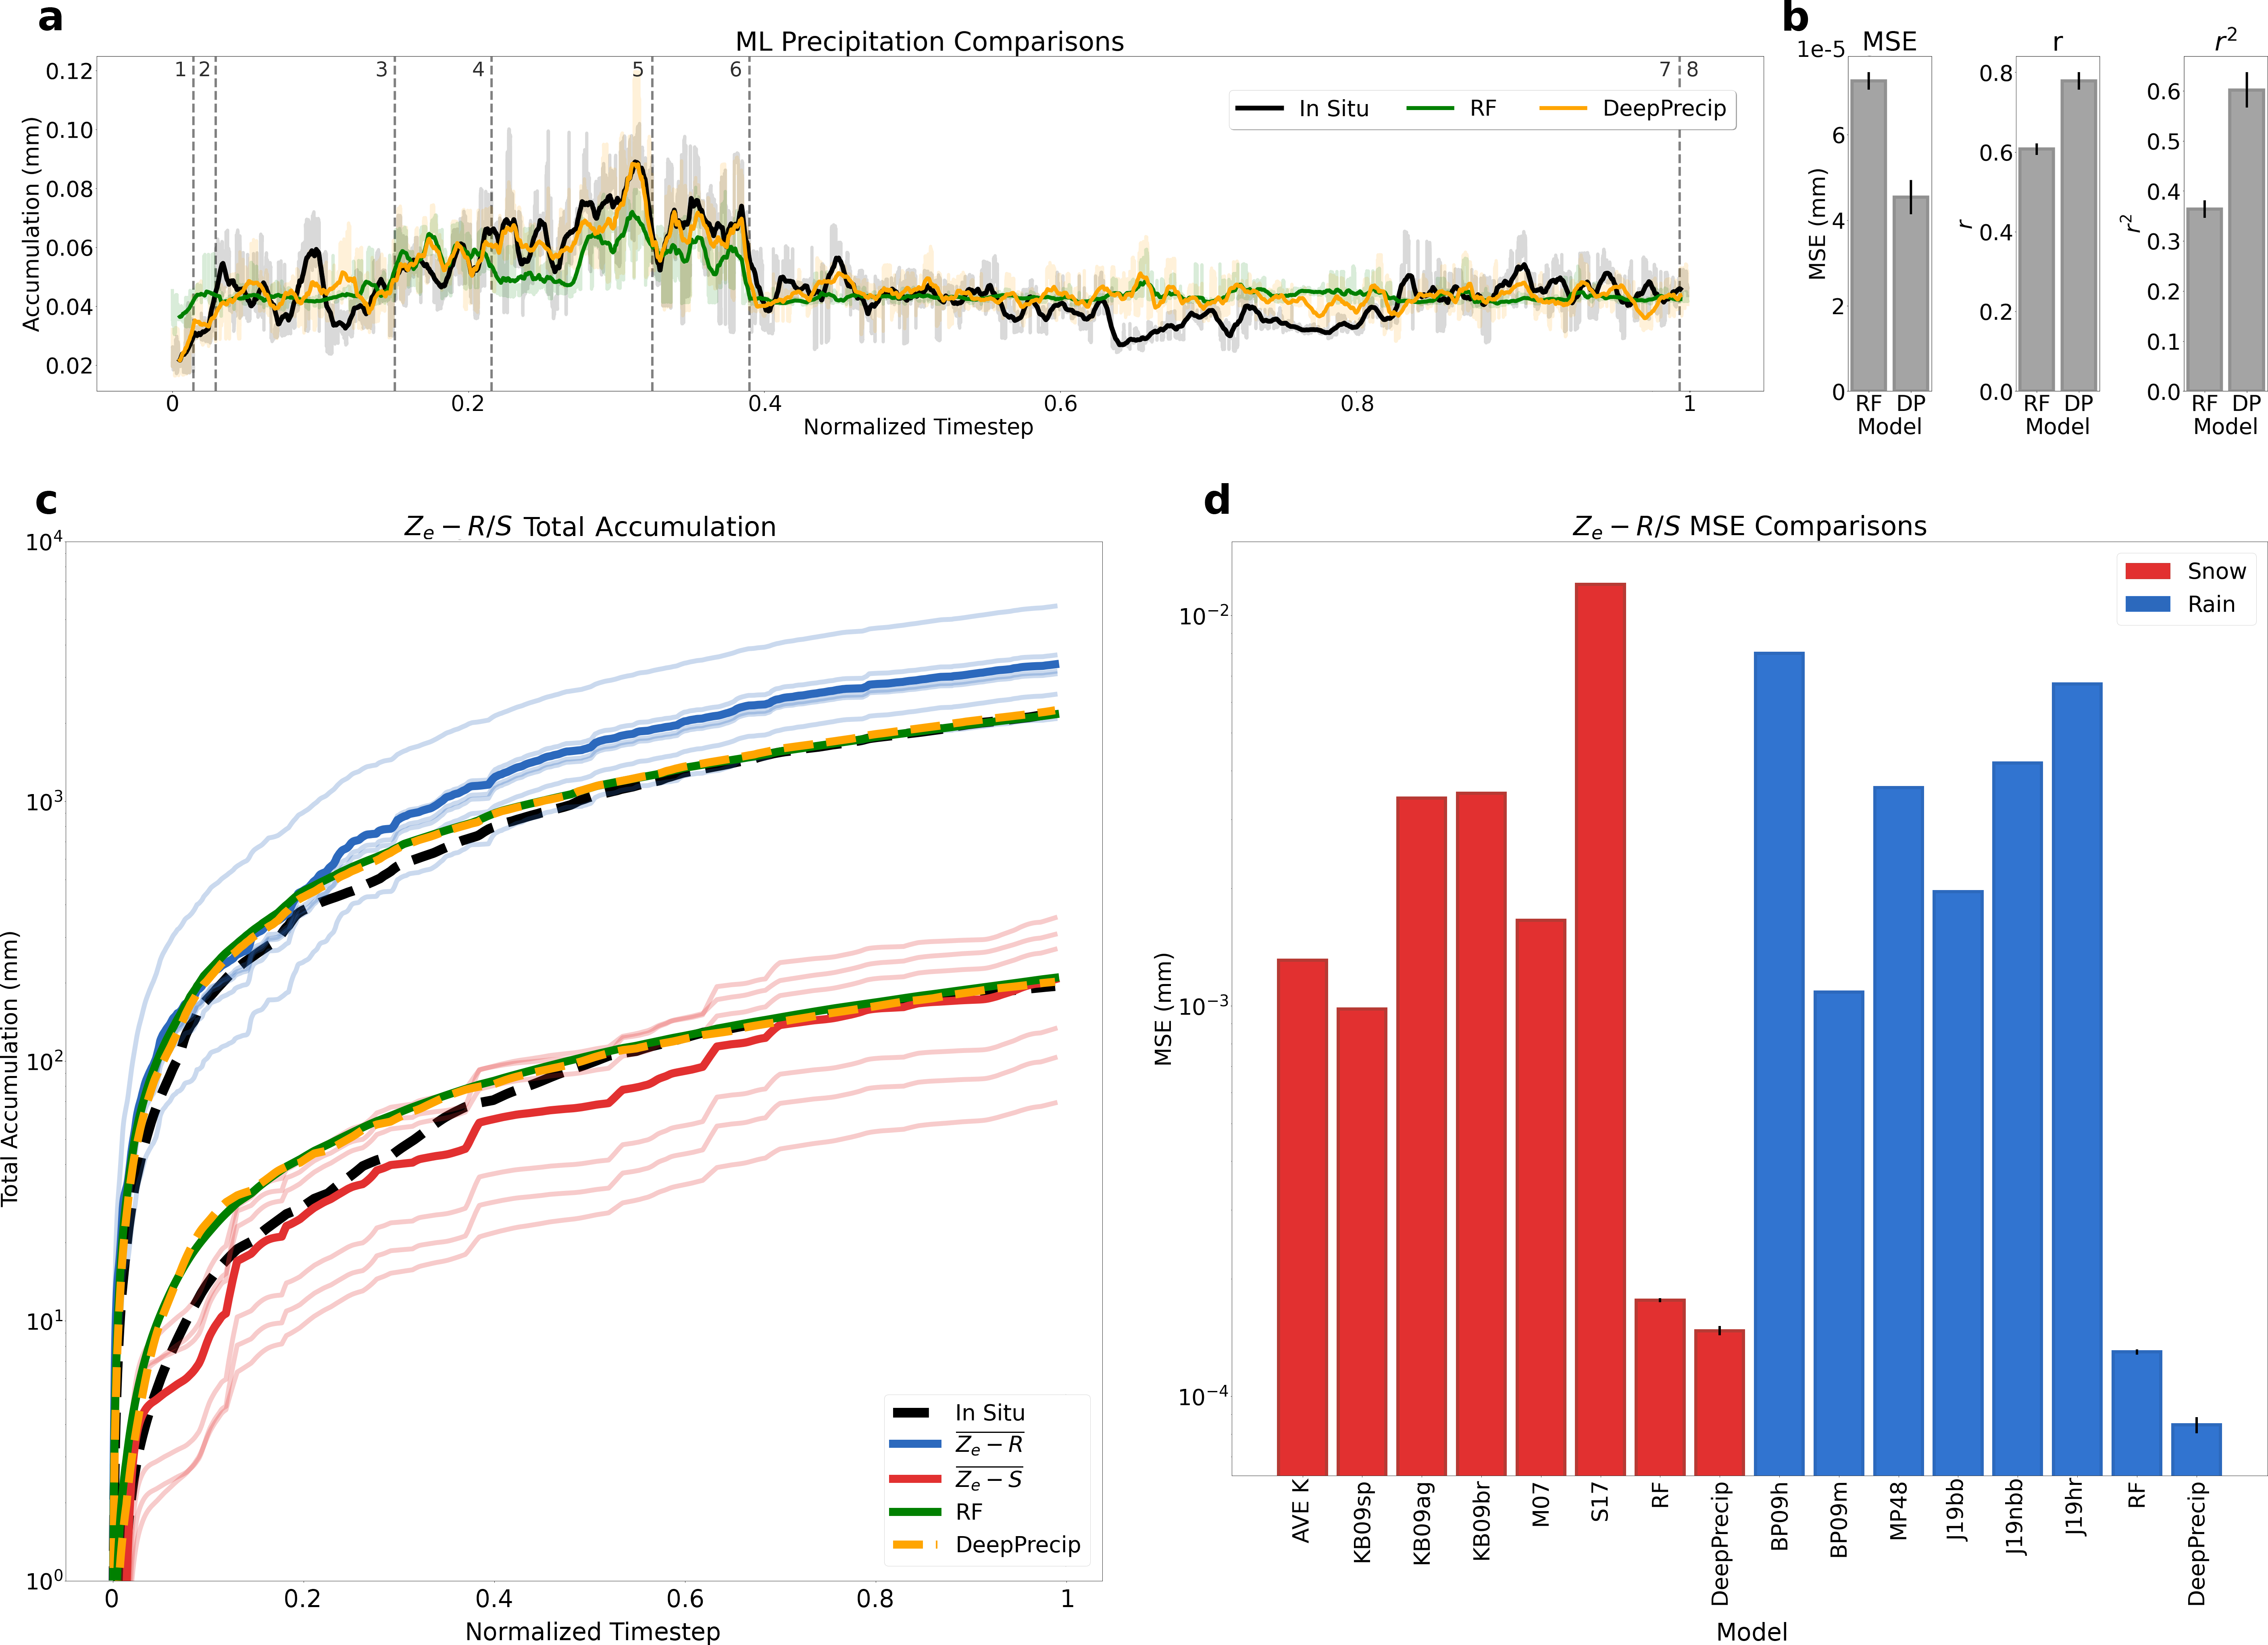 a
ML Precipitation Comparisons
Accumulation (mm)
0.12
0.10
0.08
0.06
0.04
0.02
1 2 3 4 5 6 7 8
In Situ RF DeepPrecip
0 0.2 0.4 0.6 0.8 1
Normalized Timestep
b
MSE
1e-5
MSE (mm)
6
4
2
0
RF DP
Model
r
r
0.8
0.6
0.4
0.2
0.0
RF DP
Model
r²
r²
0.6
0.5
0.4
0.3
0.2
0.1
0.0
RF DP
Model
c
Zₑ − R/S Total Accumulation
Total Accumulation (mm)
10⁴
10³
10²
10¹
10⁰
In Situ
Zₑ − R
Zₑ − S
RF
DeepPrecip
0 0.2 0.4 0.6 0.8 1
Normalized Timestep
d
Zₑ − R/S MSE Comparisons
MSE (mm)
10⁻²
10⁻³
10⁻⁴
Snow
Rain
AVE K
KB09sp
KB09ag
KB09br
M07
S17
RF
DeepPrecip
BP09h
BP09m
MP48
J19bb
J19nbb
J19hr
RF
DeepPrecip
Model